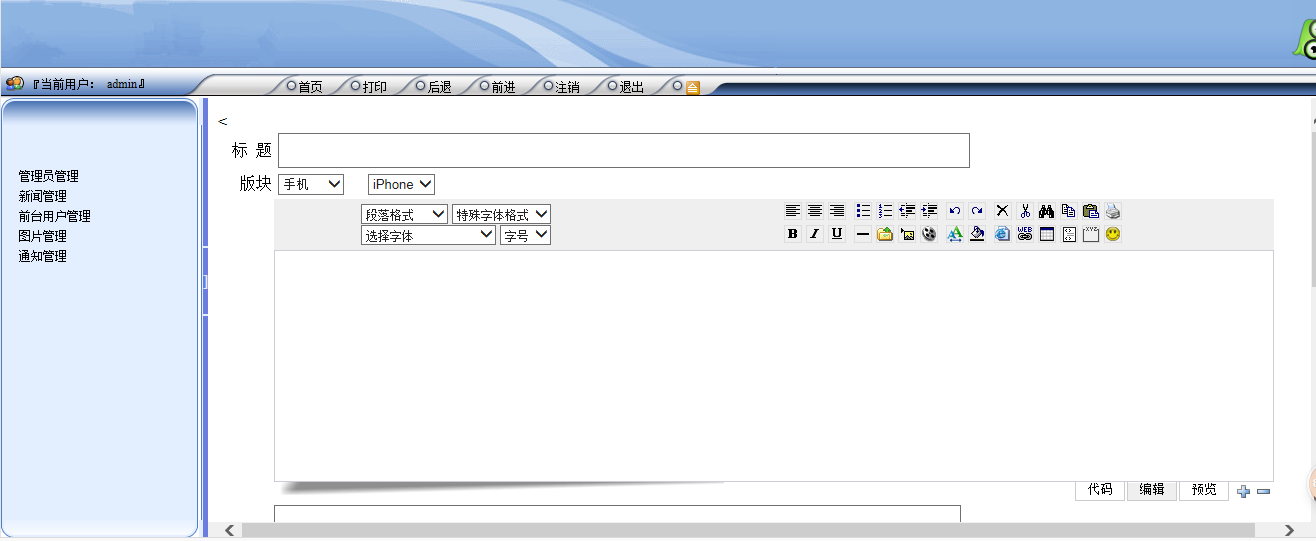 『当前用户： admin』
首页 打印 后退 前进 注销 退出
管理员管理
新闻管理
前台用户管理
图片管理
通知管理
<
标 题
版块 手机 iPhone
段落格式 特殊字体格式
选择字体 字号
B I U WEB XYZ
代码 编辑 预览